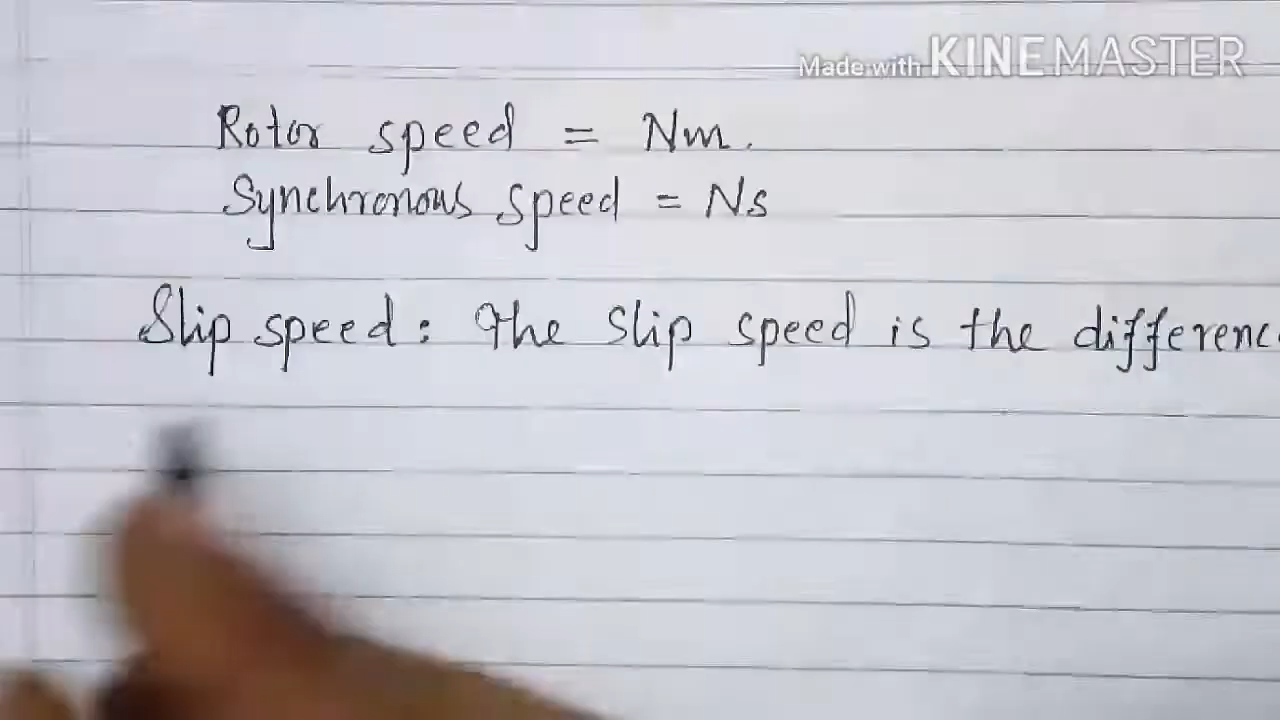 Made with KINEMASTER
Rotor speed = Nm.
Synchronous speed = Ns
Slip speed: The slip speed is the differenc